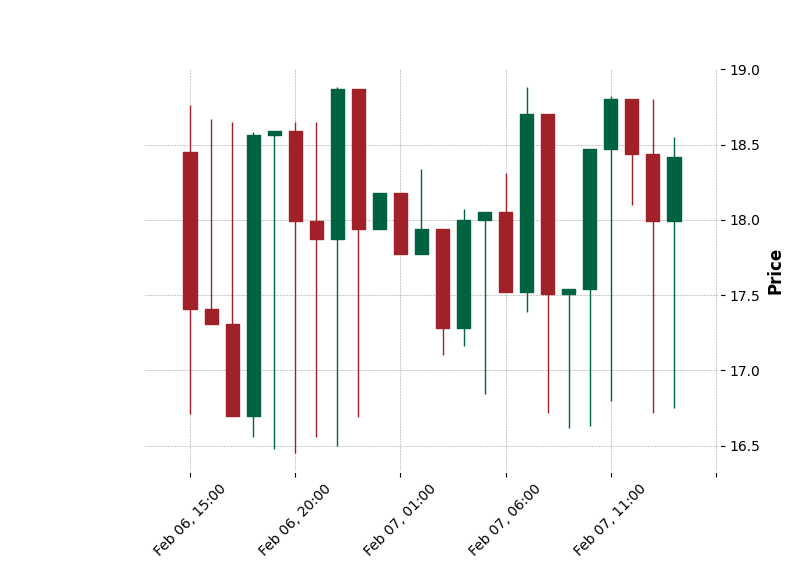 19.0
18.5
18.0
17.5
17.0
16.5
Price
Feb 06, 15:00
Feb 06, 20:00
Feb 07, 01:00
Feb 07, 06:00
Feb 07, 11:00